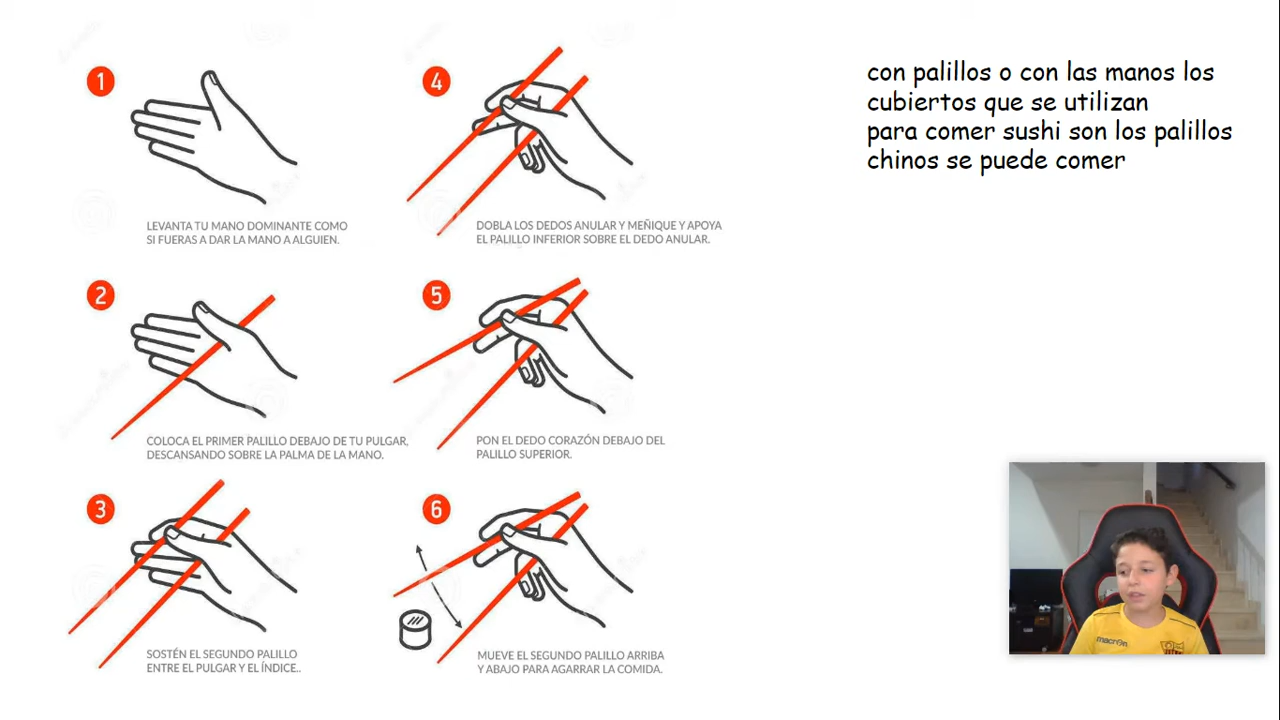 1
LEVANTA TU MANO DOMINANTE COMO
SI FUERAS A DAR LA MANO A ALGUIEN.
2
COLOCA EL PRIMER PALILLO DEBAJO DE TU PULGAR,
DESCANSANDO SOBRE LA PALMA DE LA MANO.
3
SOSTÉN EL SEGUNDO PALILLO
ENTRE EL PULGAR Y EL ÍNDICE..
4
DOBLA LOS DEDOS ANULAR Y MEÑIQUE Y APOYA
EL PALILLO INFERIOR SOBRE EL DEDO ANULAR.
5
PON EL DEDO CORAZÓN DEBAJO DEL
PALILLO SUPERIOR.
6
MUEVE EL SEGUNDO PALILLO ARRIBA
Y ABAJO PARA AGARRAR LA COMIDA.
con palillos o con las manos los
cubiertos que se utilizan
para comer sushi son los palillos
chinos se puede comer
macron